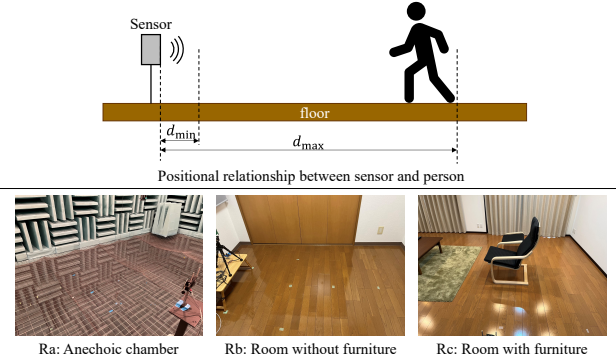 Sensor
floor
d_min
d_max
Positional relationship between sensor and person
Ra: Anechoic chamber
Rb: Room without furniture
Rc: Room with furniture